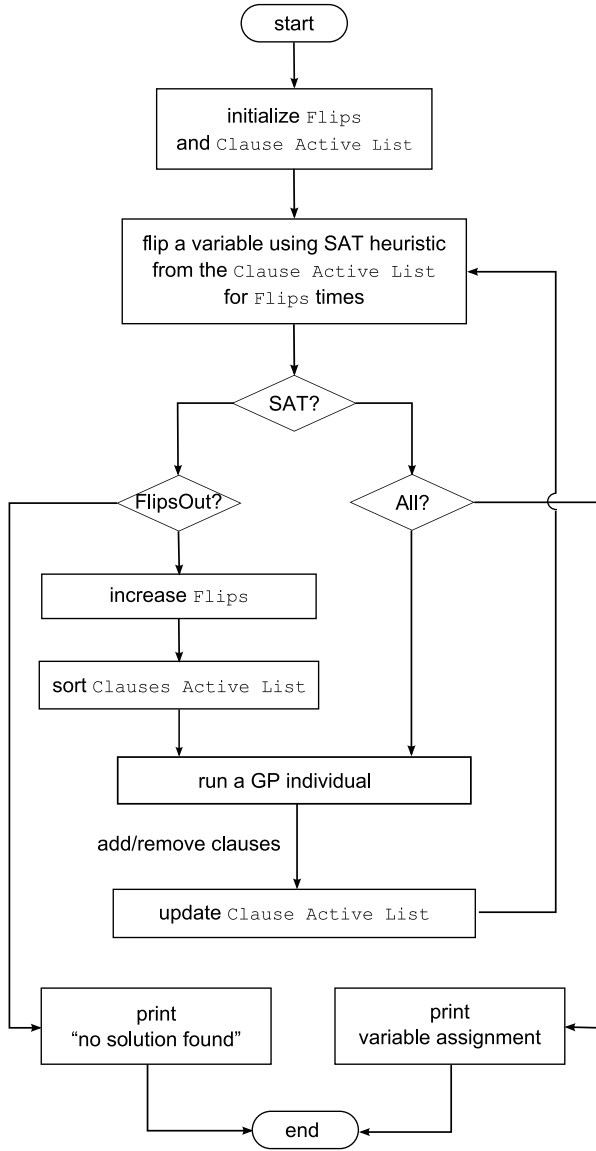 start
initialize Flips
and Clause Active List
flip a variable using SAT heuristic
from the Clause Active List
for Flips times
SAT?
FlipsOut?
All?
increase Flips
sort Clauses Active List
run a GP individual
add/remove clauses
update Clause Active List
print
“no solution found”
print
variable assignment
end